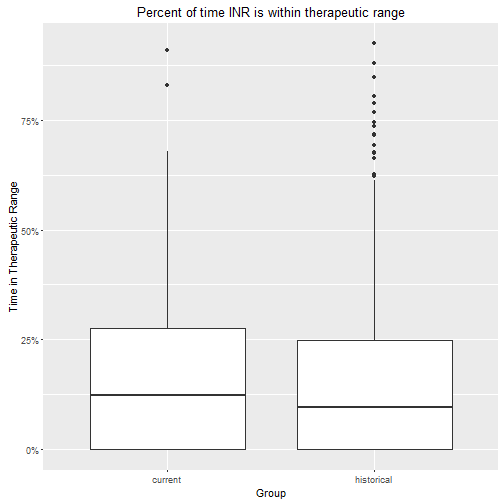 Percent of time INR is within therapeutic range
75%
50%
25%
0%
Time in Therapeutic Range
current historical
Group